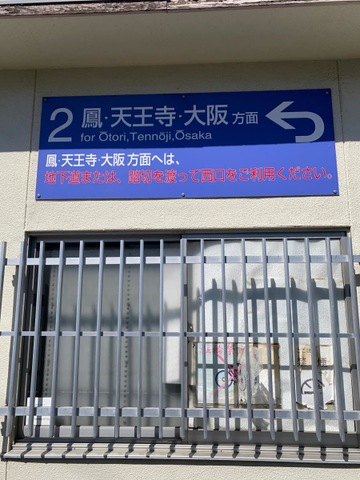 2 鳳・天王寺・大阪 方面
for Ōtori,Tennōji,Osaka
鳳・天王寺・大阪 方面へは、
地下道または、踏切を渡って西口をご利用ください。